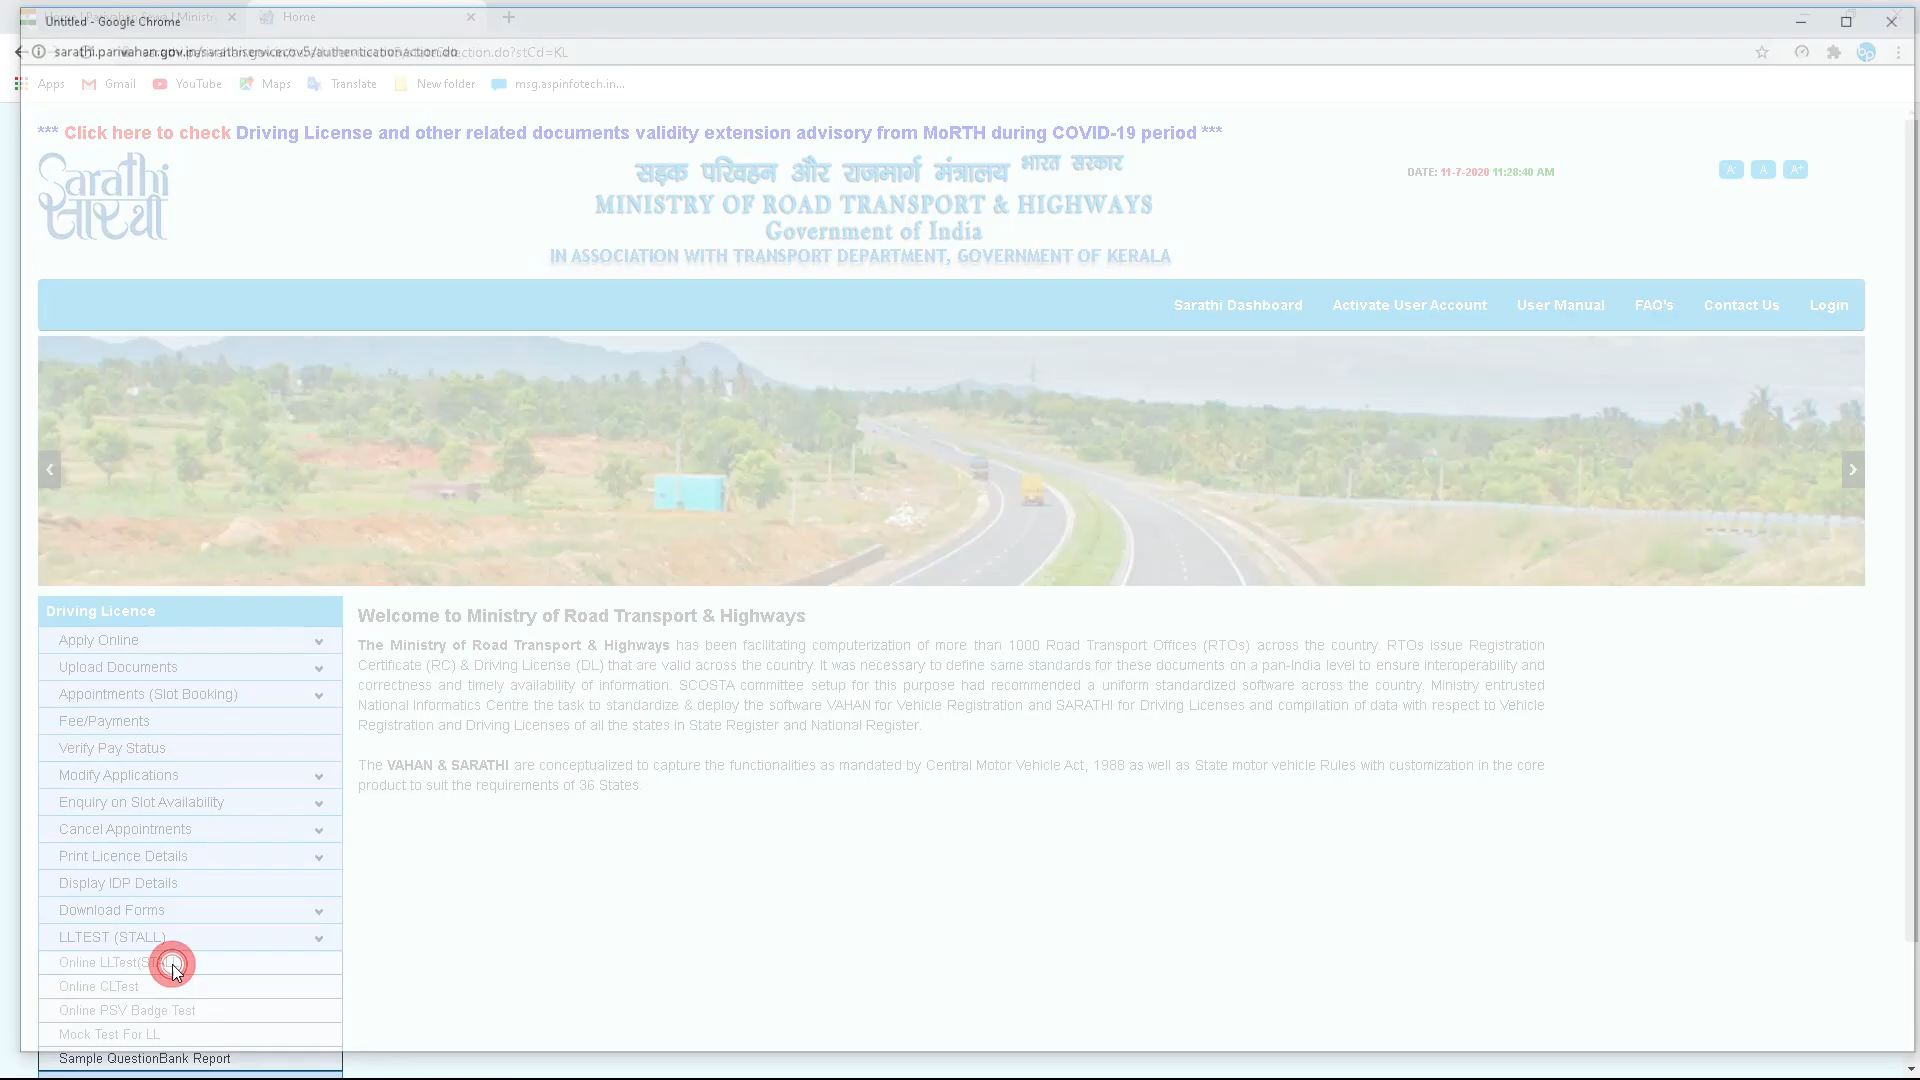 Untitled - Google Chrome
Home
Apps
Gmail
YouTube
Maps
Translate
New folder
msg.aspinfotech.in...
*** Click here to check Driving License and other related documents validity extension advisory from MoRTH during COVID-19 period ***
Sarathi
सारथी
सड़क परिवहन और राजमार्ग मंत्रालय भारत सरकार
MINISTRY OF ROAD TRANSPORT & HIGHWAYS
Government of India
IN ASSOCIATION WITH TRANSPORT DEPARTMENT, GOVERNMENT OF KERALA
DATE: 11-7-2020 11:28:40 AM
A- A A+
Sarathi Dashboard
Activate User Account
User Manual
FAQ's
Contact Us
Login
Driving Licence
Apply Online
Upload Documents
Appointments (Slot Booking)
Fee/Payments
Verify Pay Status
Modify Applications
Enquiry on Slot Availability
Cancel Appointments
Print Licence Details
Display IDP Details
Download Forms
LLTEST (STALL)
Online LLTest(STALL)
Online CLTest
Online PSV Badge Test
Mock Test For LL
Sample QuestionBank Report
Welcome to Ministry of Road Transport & Highways
The Ministry of Road Transport & Highways has been facilitating computerization of more than 1000 Road Transport Offices (RTOs) across the country. RTOs issue Registration
Certificate (RC) & Driving License (DL) that are valid across the country. It was necessary to define same standards for these documents on a pan-India level to ensure interoperability and
correctness and timely availability of information. SCOSTA committee setup for this purpose had recommended a uniform standardized software across the country. Ministry entrusted
National Informatics Centre the task to standardize & deploy the software VAHAN for Vehicle Registration and SARATHI for Driving Licenses and compilation of data with respect to Vehicle
Registration and Driving Licenses of all the states in State Register and National Register.
The VAHAN & SARATHI are conceptualized to capture the functionalities as mandated by Central Motor Vehicle Act, 1988 as well as State motor vehicle Rules with customization in the core
product to suit the requirements of 36 States.